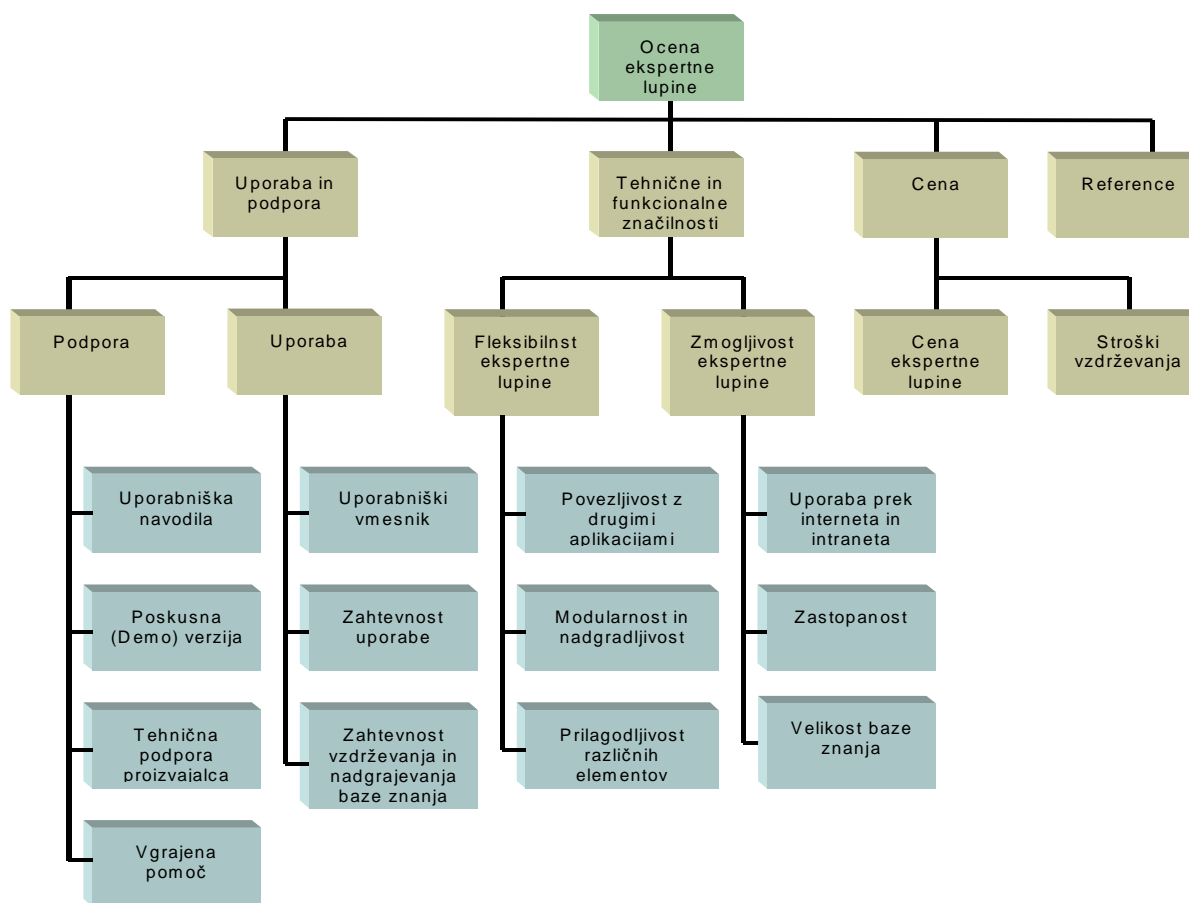 Ocena
ekspertne
lupine
Uporaba in
podpora
Tehnične in
funkcionalne
značilnosti
Cena
Reference
Podpora
Uporaba
Fleksibilnst
ekspertne
lupine
Zmogljivost
ekspertne
lupine
Cena
ekspertne
lupine
Stroški
vzdrževanja
Uporabniška
navodila
Uporabniški
vmesnik
Povezljivost z
drugimi
aplikacijami
Uporaba prek
interneta in
intraneta
Poskusna
(Demo) verzija
Zahtevnost
uporabe
Modularnost in
nadgradljivost
Zastopanost
Tehnična
podpora
proizvajalca
Zahtevnost
vzdrževanja in
nadgrajevanja
baze znanja
Prilagodljivost
različnih
elementov
Velikost baze
znanja
Vgrajena
pomoč